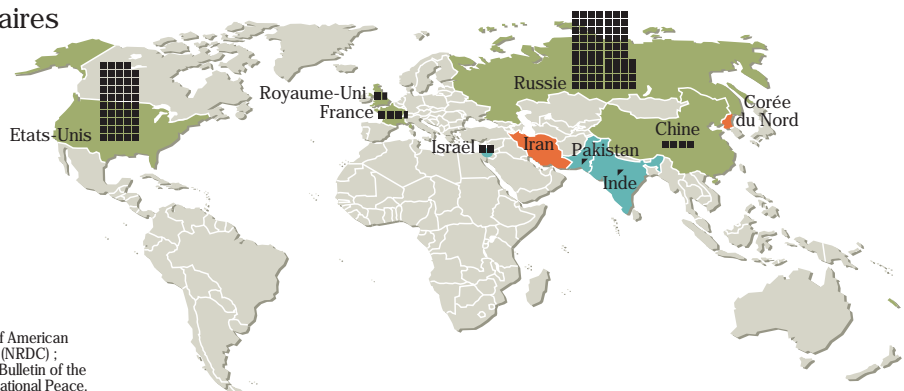 aires
Russie
Royaume-Uni
France
Corée
du Nord
Etats-Unis
Chine
Israël
Iran
Pakistan
Inde
f American
(NRDC) ;
Bulletin of the
ational Peace.